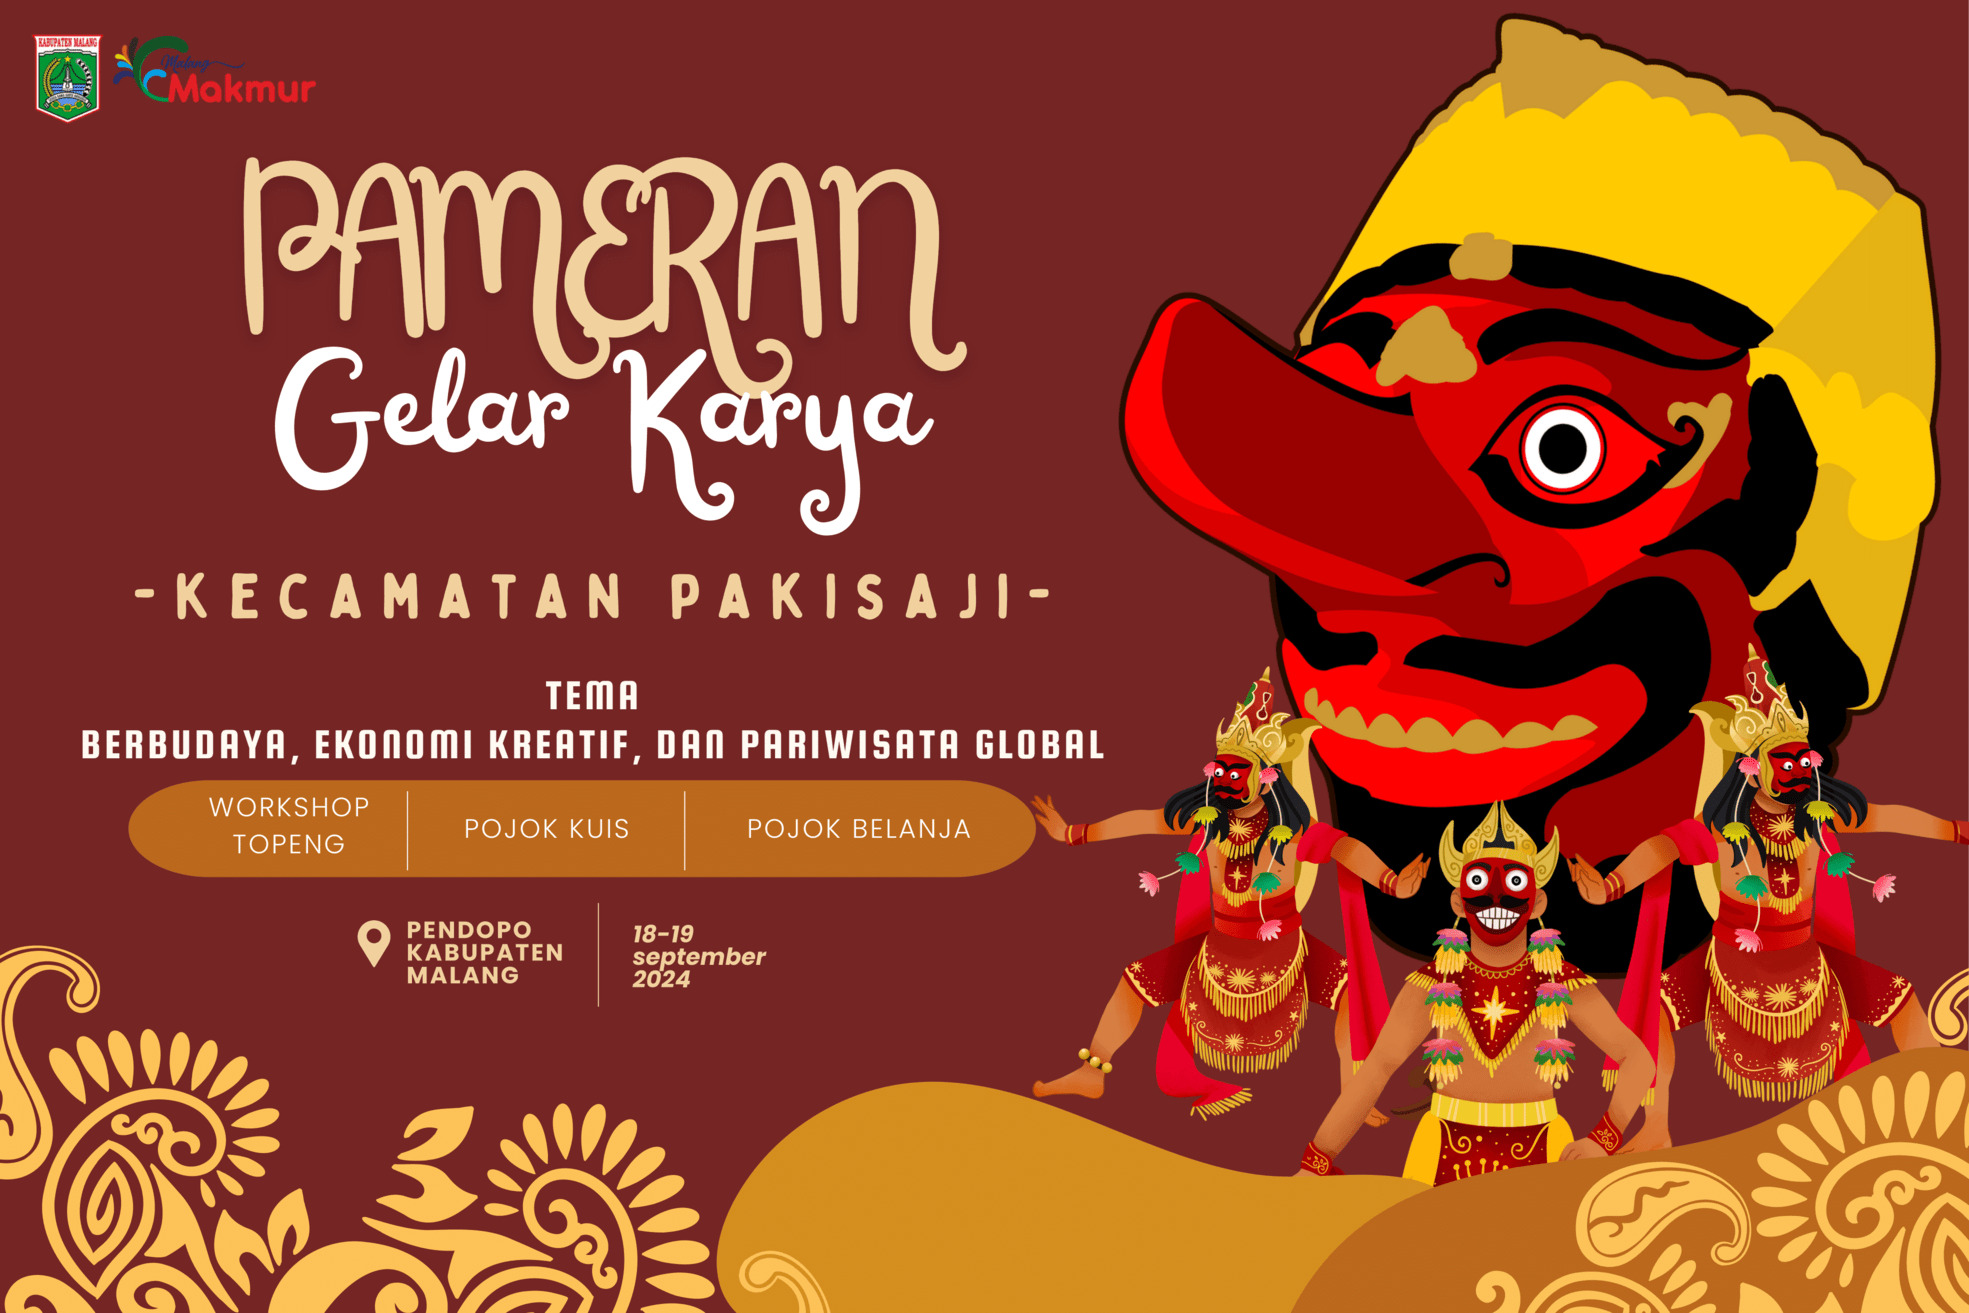 KABUPATEN MALANG
Malang
Makmur
PAMERAN
Gelar Karya
-KECAMATAN PAKISAJI-
TEMA
BERBUDAYA, EKONOMI KREATIF, DAN PARIWISATA GLOBAL
WORKSHOP
TOPENG
POJOK KUIS
POJOK BELANJA
PENDOPO
KABUPATEN
MALANG
18-19
september
2024